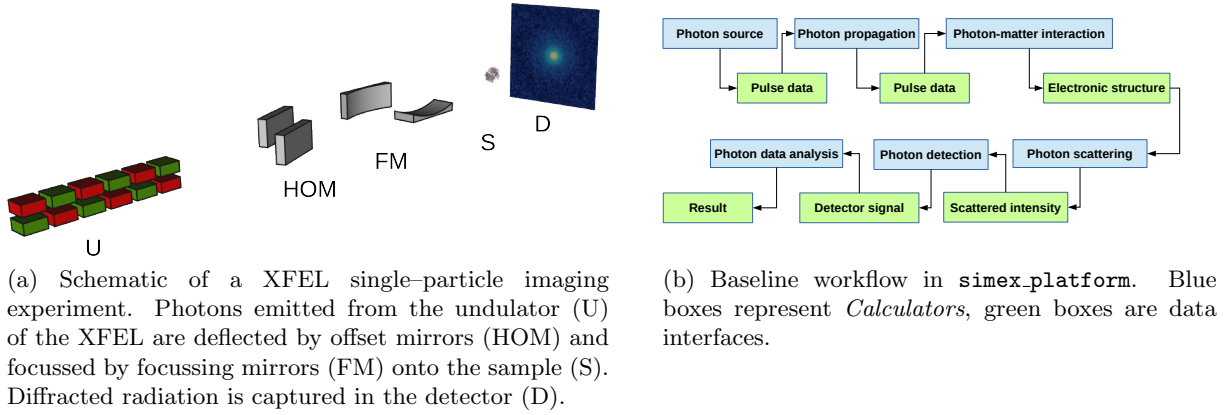 U
HOM
FM
S
D
(a) Schematic of a XFEL single–particle imaging
experiment. Photons emitted from the undulator (U)
of the XFEL are deflected by offset mirrors (HOM) and
focussed by focussing mirrors (FM) onto the sample (S).
Diffracted radiation is captured in the detector (D).
Photon source
Photon propagation
Photon-matter interaction
Pulse data
Pulse data
Electronic structure
Photon data analysis
Photon detection
Photon scattering
Result
Detector signal
Scattered intensity
(b) Baseline workflow in simex_platform. Blue
boxes represent Calculators, green boxes are data
interfaces.